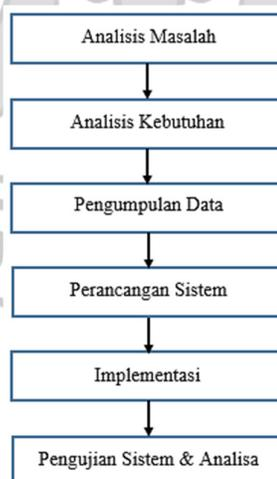 Analisis Masalah
Analisis Kebutuhan
Pengumpulan Data
Perancangan Sistem
Implementasi
Pengujian Sistem & Analisa